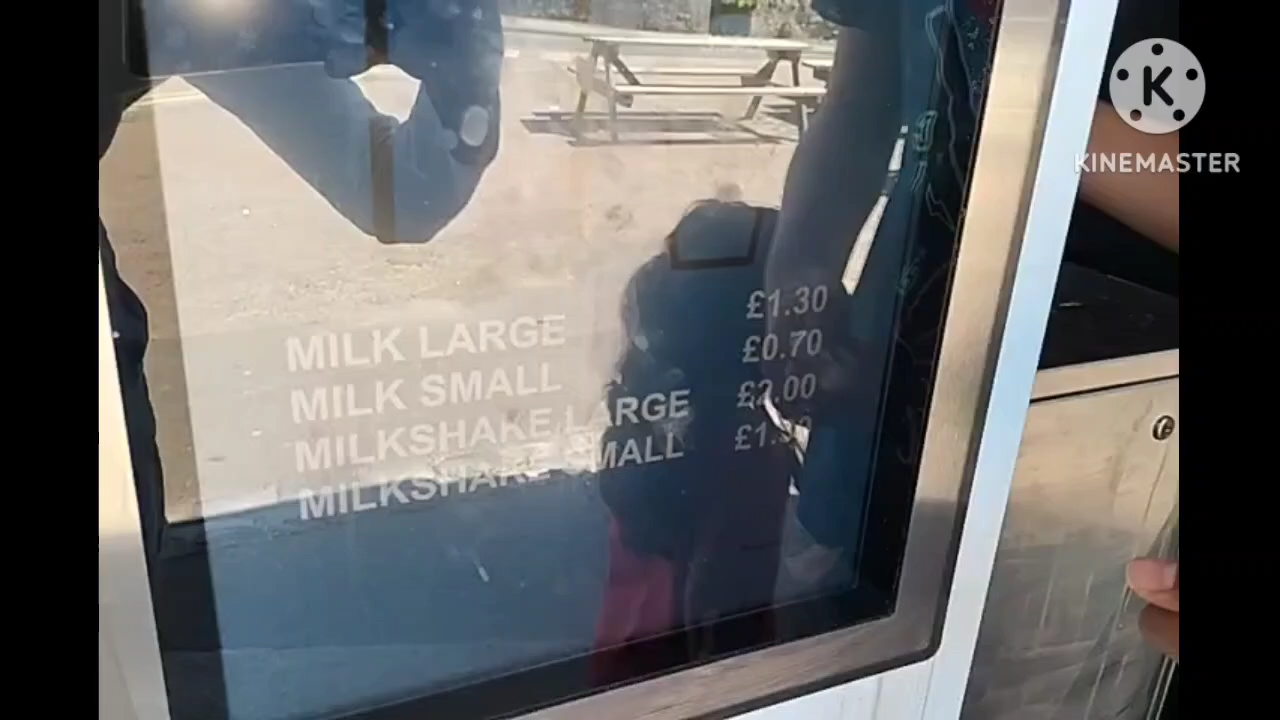 K
KINEMASTER
MILK LARGE £1.30
MILK SMALL £0.70
MILKSHAKE LARGE £2.00
MILKSHAKE SMALL